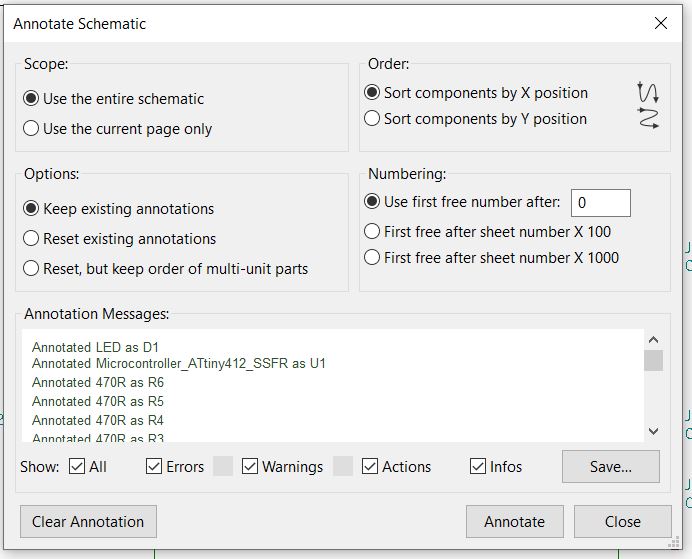 Annotate Schematic
Scope:
Use the entire schematic
Use the current page only
Order:
Sort components by X position
Sort components by Y position
Options:
Keep existing annotations
Reset existing annotations
Reset, but keep order of multi-unit parts
Numbering:
Use first free number after: 0
First free after sheet number X 100
First free after sheet number X 1000
Annotation Messages:
Annotated LED as D1
Annotated Microcontroller_ATtiny412_SSFR as U1
Annotated 470R as R6
Annotated 470R as R5
Annotated 470R as R4
Annotated 470R as R3
Show: All Errors Warnings Actions Infos Save...
Clear Annotation Annotate Close